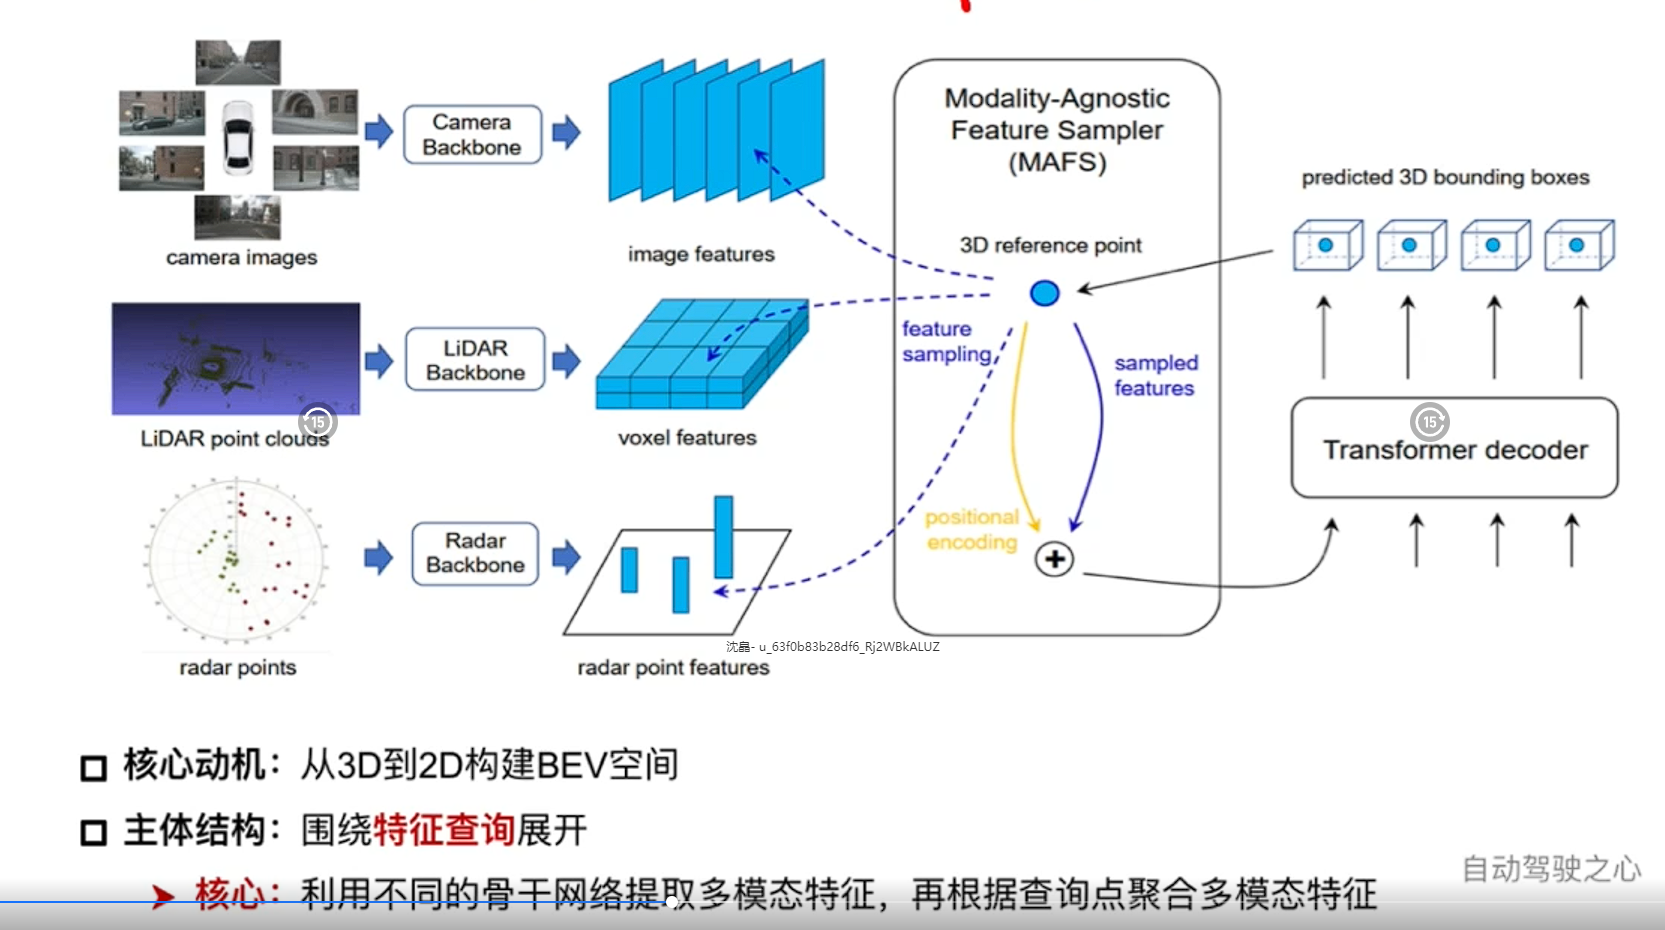 Camera
Backbone
camera images
image features
LiDAR
Backbone
LiDAR point clouds
15
voxel features
Radar
Backbone
radar points
radar point features
Modality-Agnostic
Feature Sampler
(MAFS)
3D reference point
feature
sampling
sampled
features
positional
encoding
predicted 3D bounding boxes
15
Transformer decoder
沈晶- u_63f0b83b28df6_Rj2WBkALUZ
核心动机：从3D到2D构建BEV空间
主体结构：围绕特征查询展开
核心：利用不同的骨干网络提取多模态特征，再根据查询点聚合多模态特征
自动驾驶之心